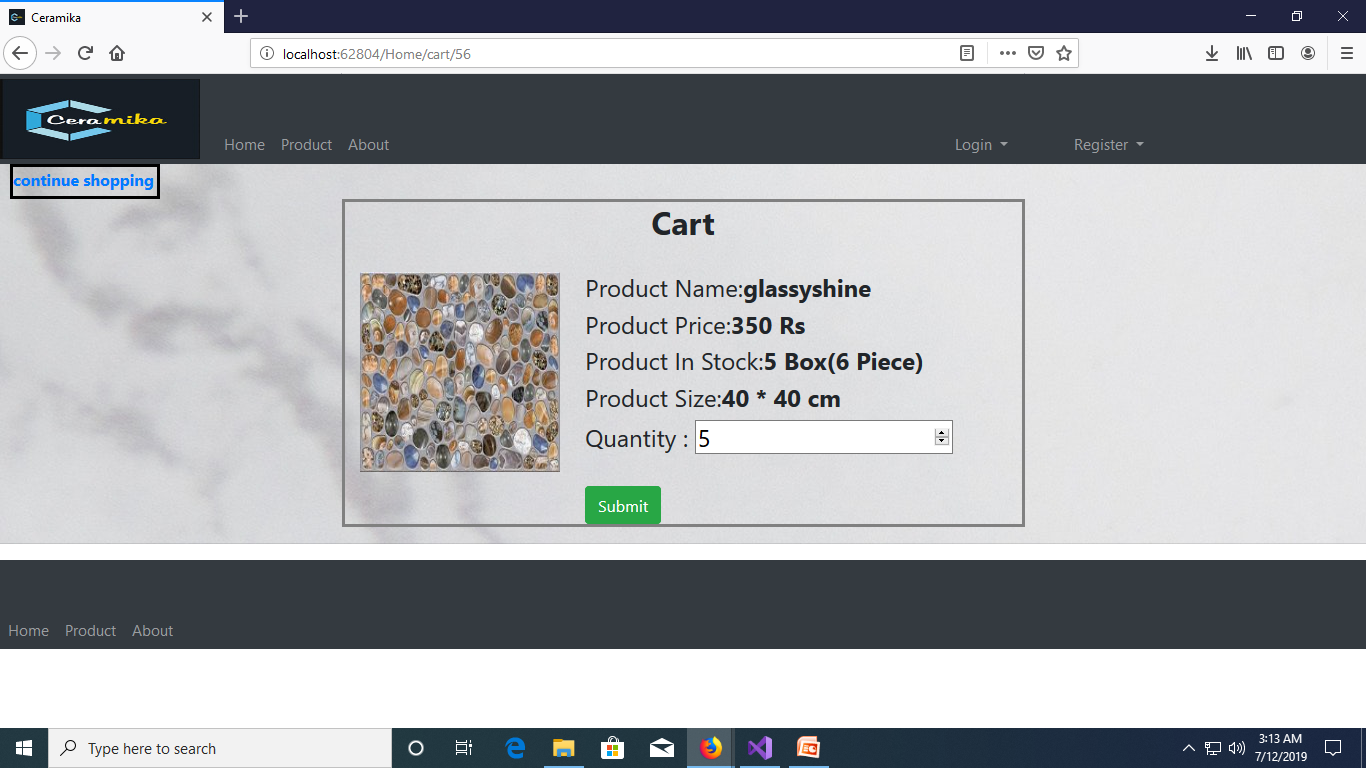 Ceramika
localhost:62804/Home/cart/56
Ceramika
Home Product About Login Register
continue shopping
Cart
Product Name:glassyshine
Product Price:350 Rs
Product In Stock:5 Box(6 Piece)
Product Size:40 * 40 cm
Quantity : 5
Submit
Home Product About
Type here to search
3:13 AM
7/12/2019